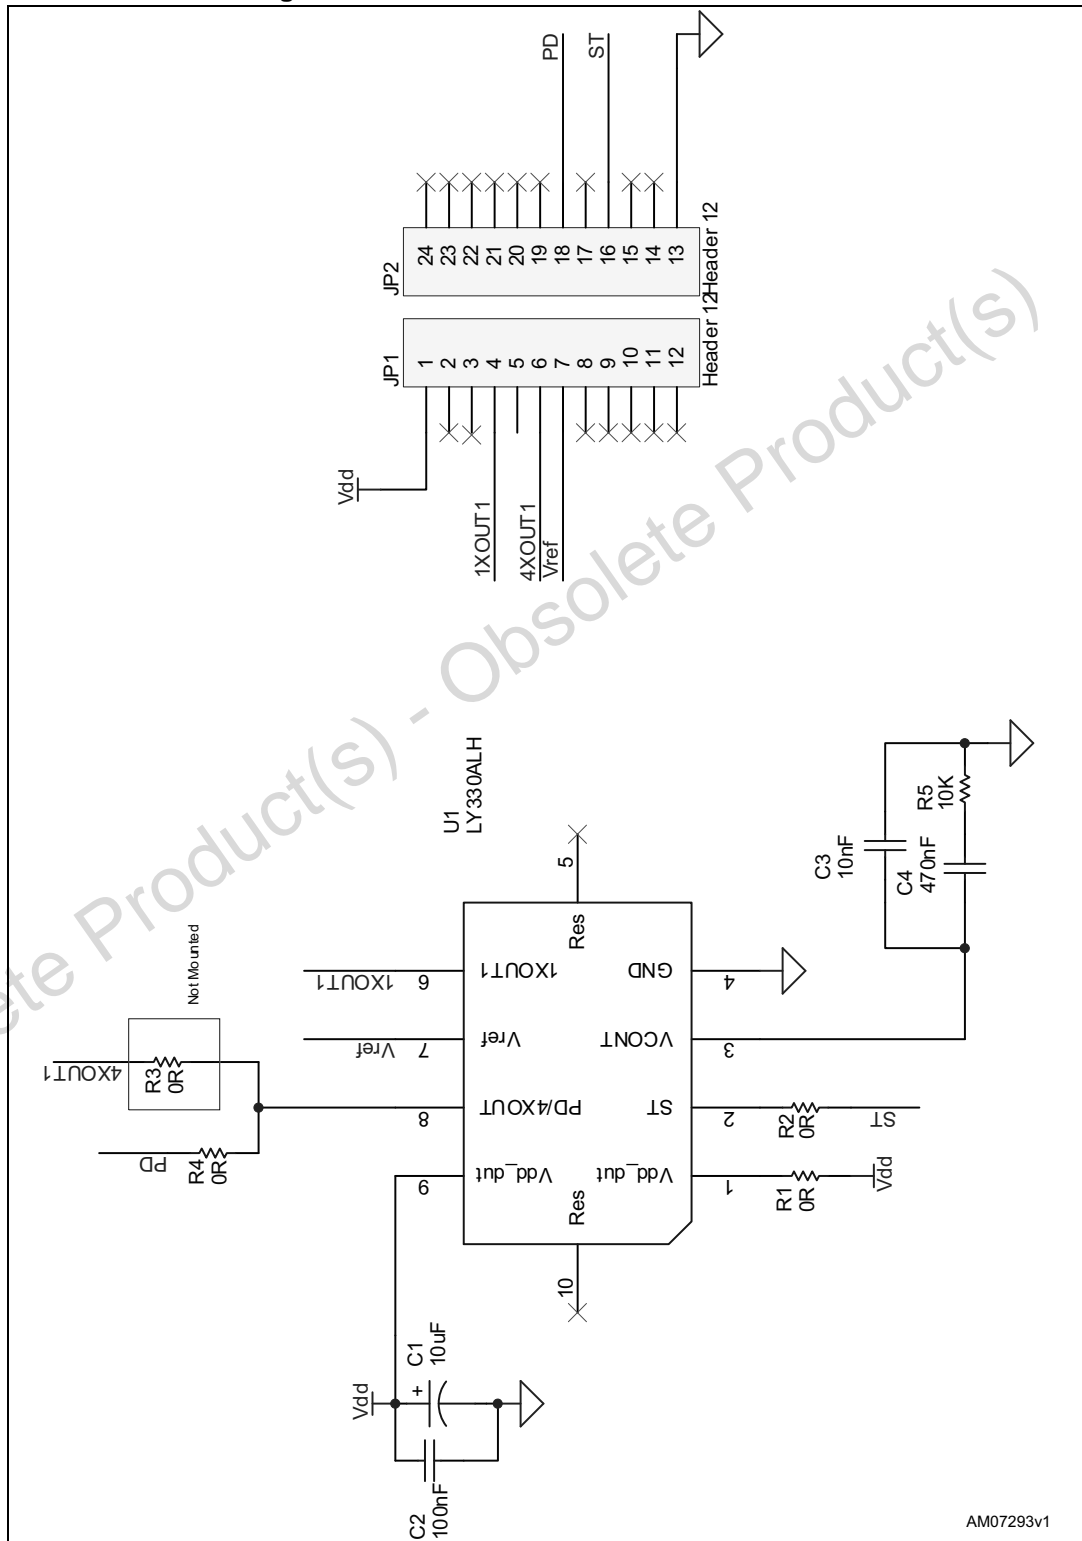 PD
ST
JP2
24
23
22
21
20
19
18
17
16
15
14
13
Header 12
JP1
1
2
3
4
5
6
7
8
9
10
11
12
Header 12
Vdd
1XOUT1
4XOUT1
Vref
U1
LY330ALH
5
Res
6
1XOUT1
1XOUT1
7
Vref
Vref
8
PD/4XOUT
9
Vdd_dut
10
Res
GND
4
VCONT
3
ST
2
Vdd_dut
1
Not Mounted
4XOUT1
R3
0R
PD
R4
0R
R2
0R
ST
R1
0R
Vdd
C3
10nF
C4
470nF
R5
10K
Vdd
+
C1
10uF
C2
100nF
AM07293v1
ete Product(s) - Obsolete Product(s)